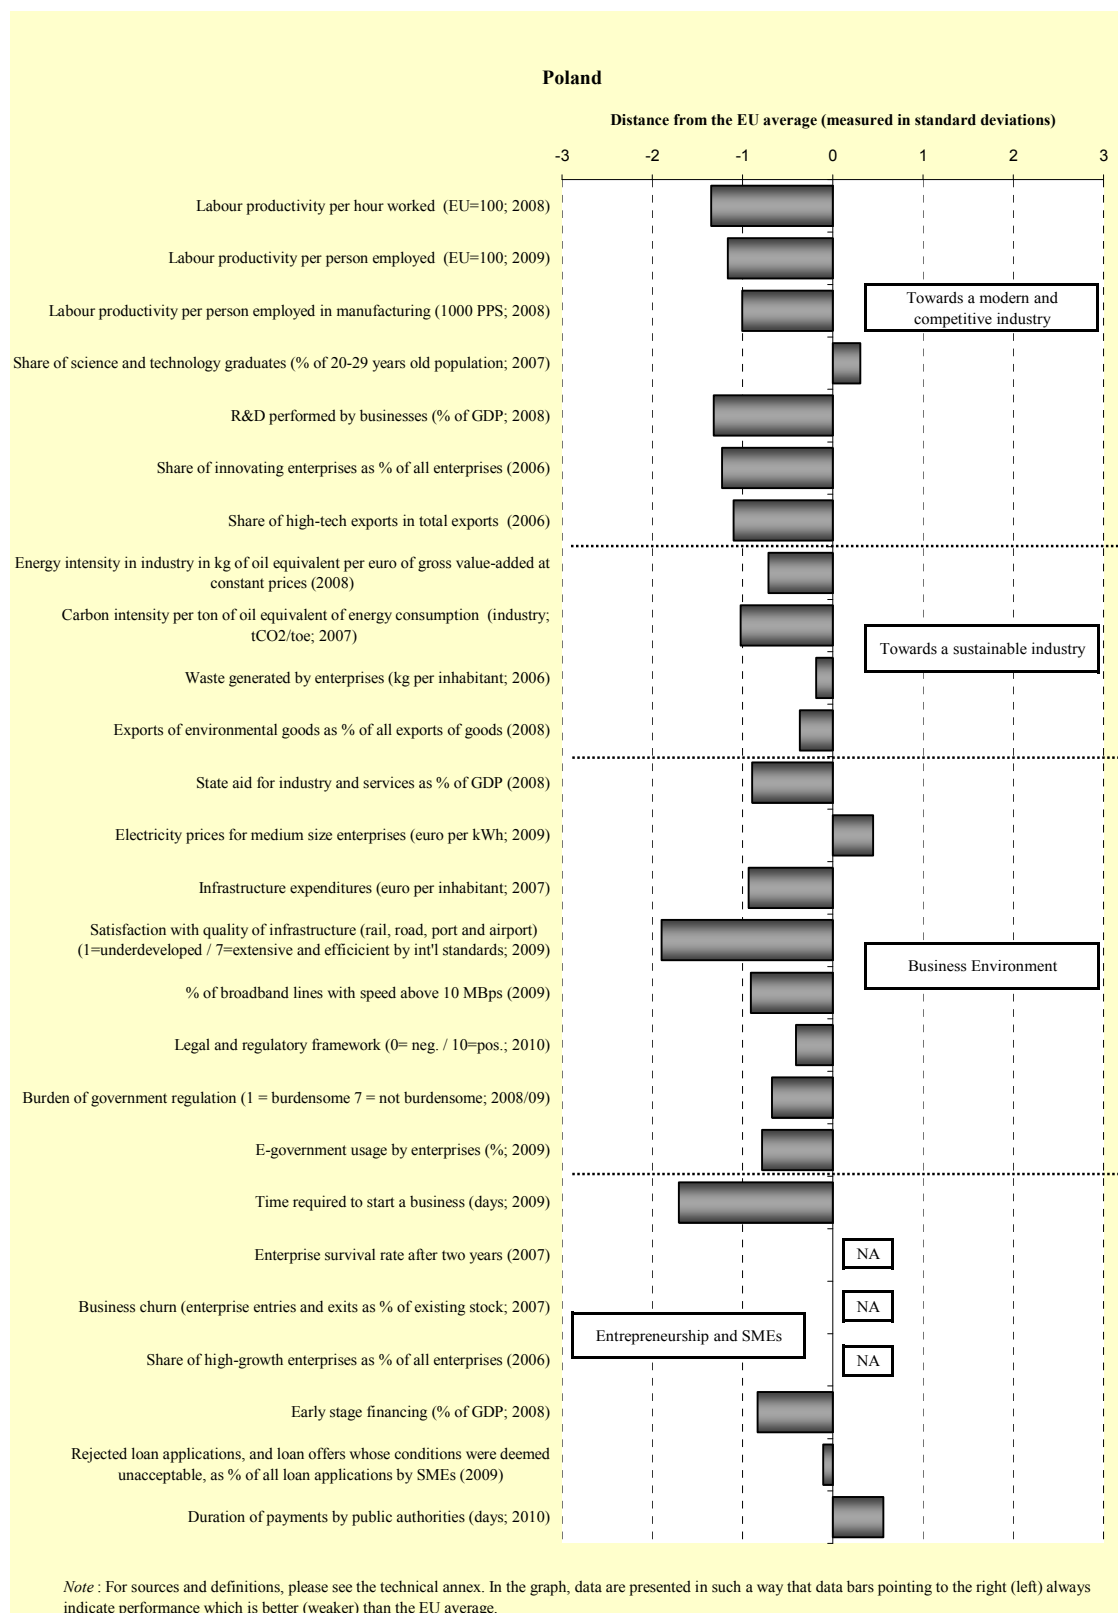 Poland
Distance from the EU average (measured in standard deviations)
-3 -2 -1 0 1 2 3
Labour productivity per hour worked (EU=100; 2008)
Labour productivity per person employed (EU=100; 2009)
Labour productivity per person employed in manufacturing (1000 PPS; 2008)
Towards a modern and
competitive industry
Share of science and technology graduates (% of 20-29 years old population; 2007)
R&D performed by businesses (% of GDP; 2008)
Share of innovating enterprises as % of all enterprises (2006)
Share of high-tech exports in total exports (2006)
Energy intensity in industry in kg of oil equivalent per euro of gross value-added at
constant prices (2008)
Carbon intensity per ton of oil equivalent of energy consumption (industry;
tCO2/toe; 2007)
Towards a sustainable industry
Waste generated by enterprises (kg per inhabitant; 2006)
Exports of environmental goods as % of all exports of goods (2008)
State aid for industry and services as % of GDP (2008)
Electricity prices for medium size enterprises (euro per kWh; 2009)
Infrastructure expenditures (euro per inhabitant; 2007)
Satisfaction with quality of infrastructure (rail, road, port and airport)
(1=underdeveloped / 7=extensive and efficicient by int'l standards; 2009)
Business Environment
% of broadband lines with speed above 10 MBps (2009)
Legal and regulatory framework (0= neg. / 10=pos.; 2010)
Burden of government regulation (1 = burdensome 7 = not burdensome; 2008/09)
E-government usage by enterprises (%; 2009)
Time required to start a business (days; 2009)
Enterprise survival rate after two years (2007)
NA
Business churn (enterprise entries and exits as % of existing stock; 2007)
NA
Entrepreneurship and SMEs
Share of high-growth enterprises as % of all enterprises (2006)
NA
Early stage financing (% of GDP; 2008)
Rejected loan applications, and loan offers whose conditions were deemed
unacceptable, as % of all loan applications by SMEs (2009)
Duration of payments by public authorities (days; 2010)
Note : For sources and definitions, please see the technical annex. In the graph, data are presented in such a way that data bars pointing to the right (left) always
indicate performance which is better (weaker) than the EU average.